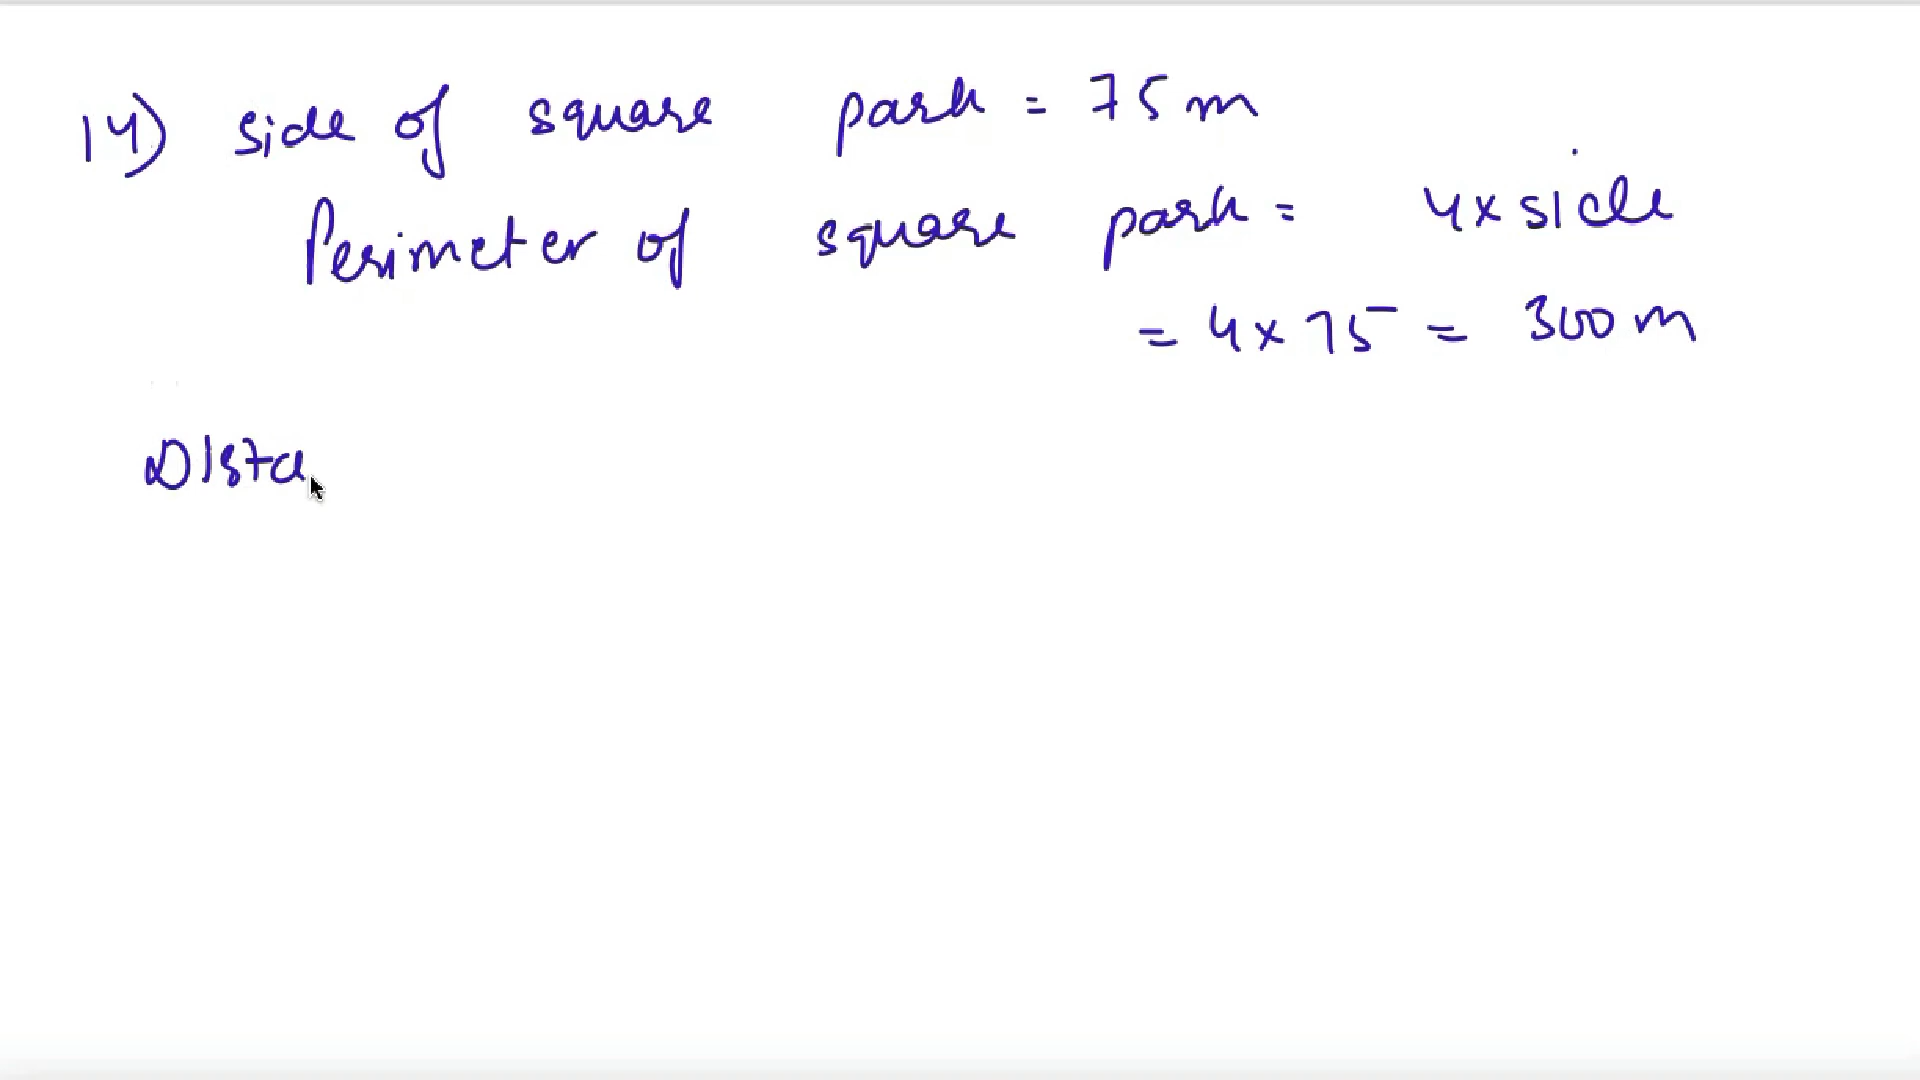 14) side of square park = 75 m
Perimeter of square park = 4 x side
= 4 x 75 = 300 m
Dista